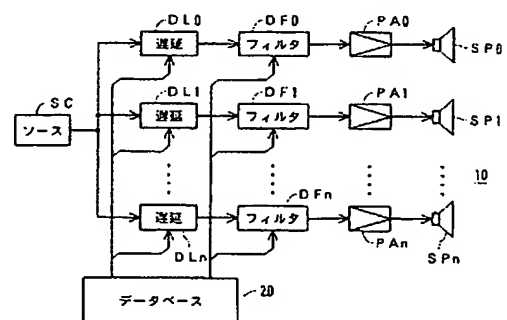 DL0 DF0 PA0
遅延 フィルタ SP0
SC DL1 DF1 PA1
ソース 遅延 フィルタ SP1
10
DFn
遅延 フィルタ
DLn PAn SPn
データベース 20